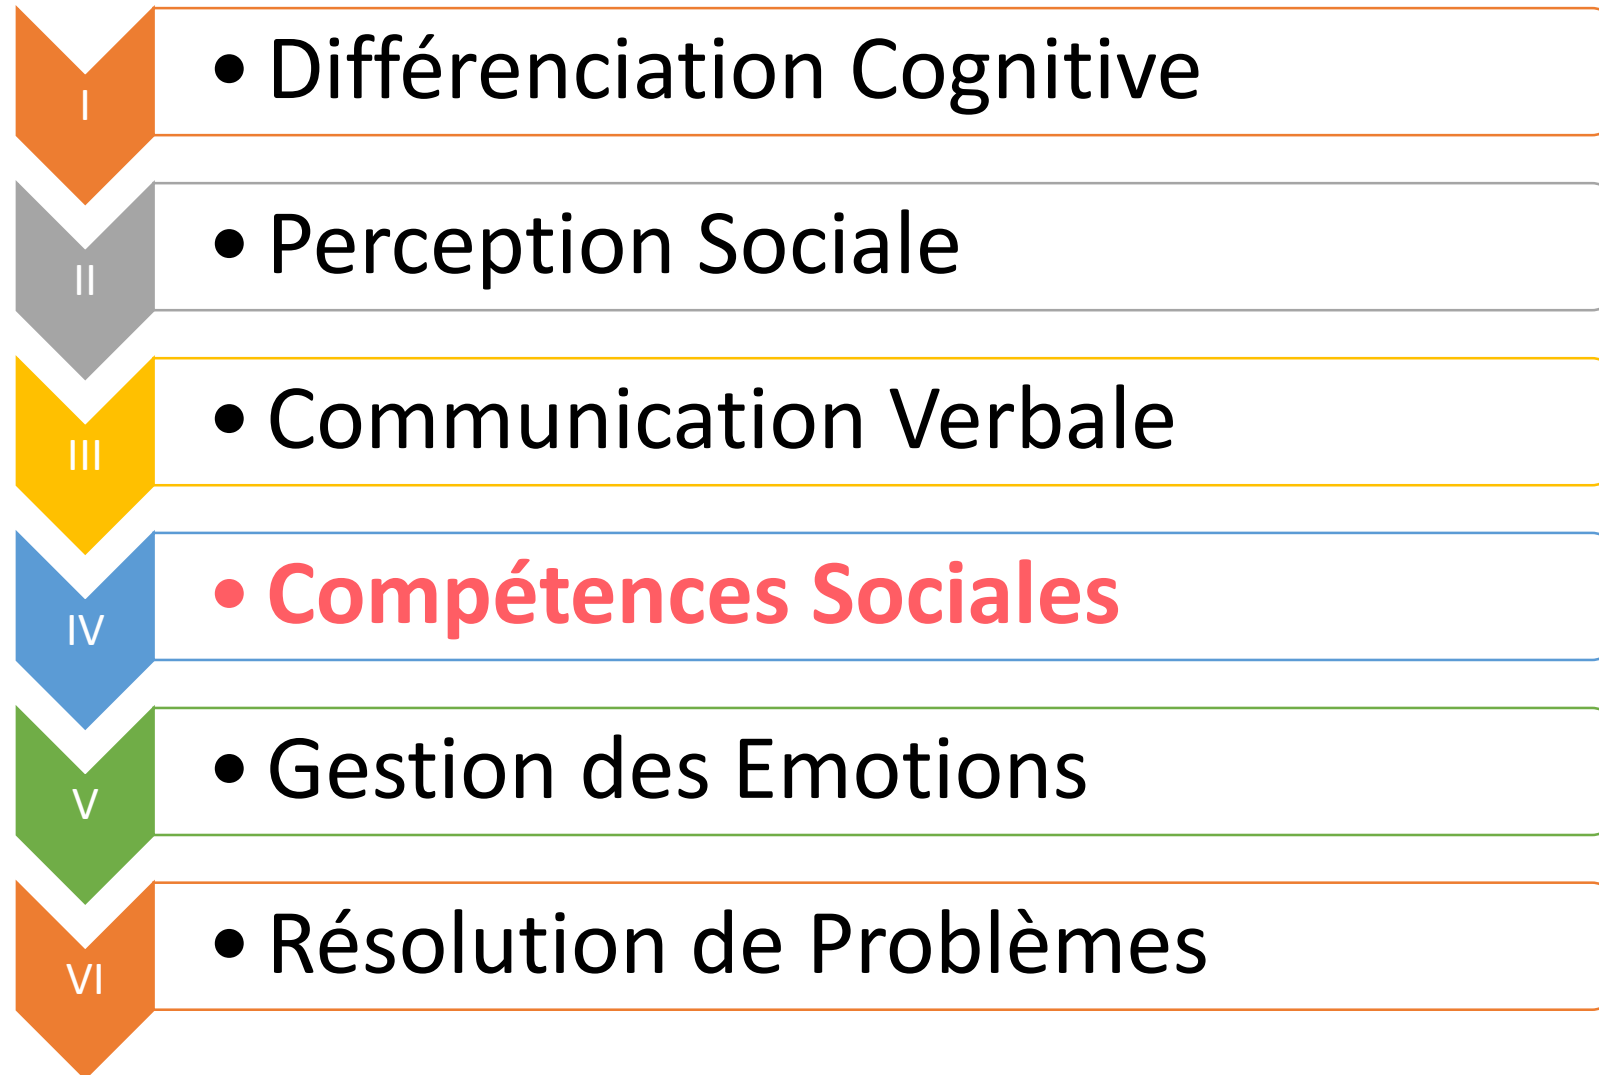 I
• Différenciation Cognitive
II
• Perception Sociale
III
• Communication Verbale
IV
• Compétences Sociales
V
• Gestion des Emotions
VI
• Résolution de Problèmes